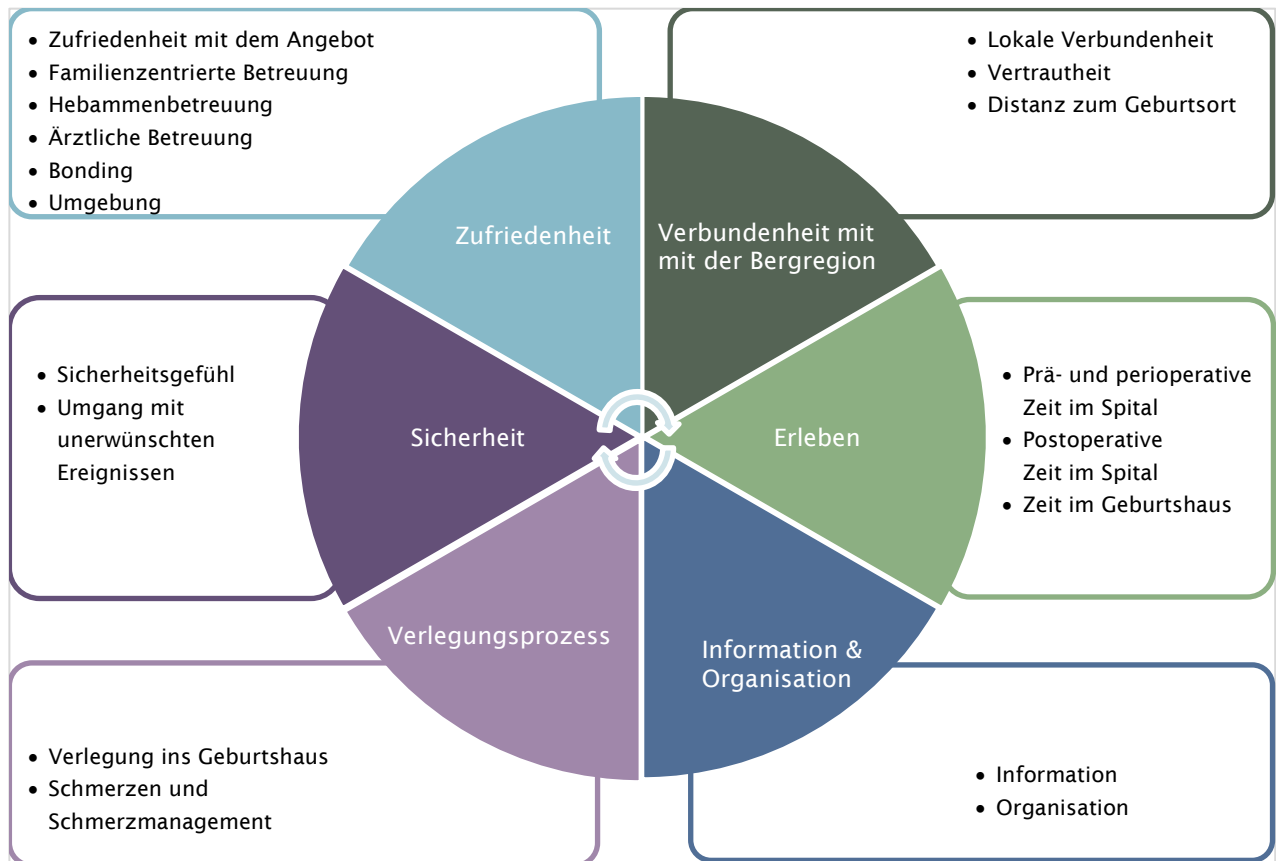 • Zufriedenheit mit dem Angebot
• Familienzentrierte Betreuung
• Hebammenbetreuung
• Ärztliche Betreuung
• Bonding
• Umgebung
• Lokale Verbundenheit
• Vertrautheit
• Distanz zum Geburtsort
Zufriedenheit
Verbundenheit mit
mit der Bergregion
• Sicherheitsgefühl
• Umgang mit
unerwünschten
Ereignissen
Sicherheit
Erleben
• Prä- und perioperative
Zeit im Spital
• Postoperative
Zeit im Spital
• Zeit im Geburtshaus
Verlegungsprozess
Information &
Organisation
• Verlegung ins Geburtshaus
• Schmerzen und
Schmerzmanagement
• Information
• Organisation